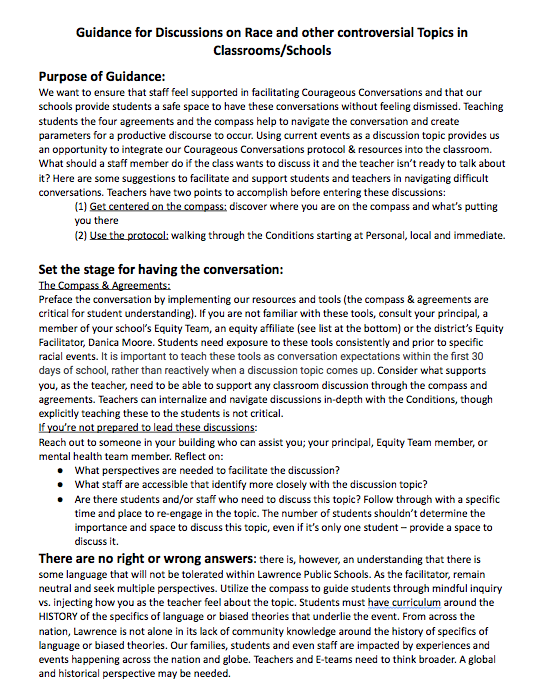 Guidance for Discussions on Race and other controversial Topics in
Classrooms/Schools
Purpose of Guidance:
We want to ensure that staff feel supported in facilitating Courageous Conversations and that our
schools provide students a safe space to have these conversations without feeling dismissed. Teaching
students the four agreements and the compass help to navigate the conversation and create
parameters for a productive discourse to occur. Using current events as a discussion topic provides us
an opportunity to integrate our Courageous Conversations protocol & resources into the classroom.
What should a staff member do if the class wants to discuss it and the teacher isn't ready to talk about
it? Here are some suggestions to facilitate and support students and teachers in navigating difficult
conversations. Teachers have two points to accomplish before entering these discussions:
(1) Get centered on the compass: discover where you are on the compass and what's putting
you there
(2) Use the protocol: walking through the Conditions starting at Personal, local and immediate.
Set the stage for having the conversation:
The Compass & Agreements:
Preface the conversation by implementing our resources and tools (the compass & agreements are
critical for student understanding). If you are not familiar with these tools, consult your principal, a
member of your school's Equity Team, an equity affiliate (see list at the bottom) or the district's Equity
Facilitator, Danica Moore. Students need exposure to these tools consistently and prior to specific
racial events. It is important to teach these tools as conversation expectations within the first 30
days of school, rather than reactively when a discussion topic comes up. Consider what supports
you, as the teacher, need to be able to support any classroom discussion through the compass and
agreements. Teachers can internalize and navigate discussions in-depth with the Conditions, though
explicitly teaching these to the students is not critical.
If you're not prepared to lead these discussions:
Reach out to someone in your building who can assist you; your principal, Equity Team member, or
mental health team member. Reflect on:
● What perspectives are needed to facilitate the discussion?
● What staff are accessible that identify more closely with the discussion topic?
● Are there students and/or staff who need to discuss this topic? Follow through with a specific
time and place to re-engage in the topic. The number of students shouldn't determine the
importance and space to discuss this topic, even if it's only one student – provide a space to
discuss it.
There are no right or wrong answers: there is, however, an understanding that there is
some language that will not be tolerated within Lawrence Public Schools. As the facilitator, remain
neutral and seek multiple perspectives. Utilize the compass to guide students through mindful inquiry
vs. injecting how you as the teacher feel about the topic. Students must have curriculum around the
HISTORY of the specifics of language or biased theories that underlie the event. From across the
nation, Lawrence is not alone in its lack of community knowledge around the history of specifics of
language or biased theories. Our families, students and even staff are impacted by experiences and
events happening across the nation and globe. Teachers and E-teams need to think broader. A global
and historical perspective may be needed.